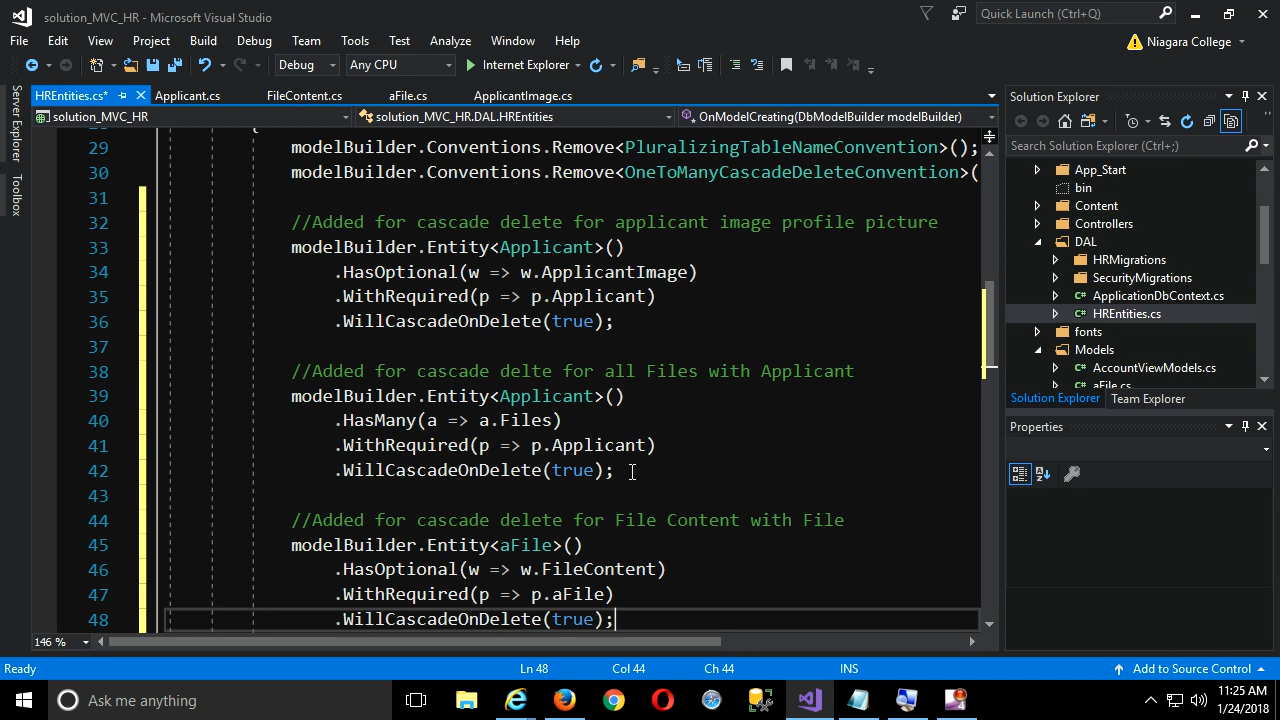 solution_MVC_HR - Microsoft Visual Studio
Quick Launch (Ctrl+Q)
File Edit View Project Build Debug Team Tools Test Analyze Window Help
Niagara College
Debug Any CPU Internet Explorer
Server Explorer
Toolbox
HREntities.cs* Applicant.cs FileContent.cs aFile.cs ApplicantImage.cs
solution_MVC_HR solution_MVC_HR.DAL.HREntities OnModelCreating(DbModelBuilder modelBuilder)
29 modelBuilder.Conventions.Remove<PluralizingTableNameConvention>();
30 modelBuilder.Conventions.Remove<OneToManyCascadeDeleteConvention>(
31
32 //Added for cascade delete for applicant image profile picture
33 modelBuilder.Entity<Applicant>()
34 .HasOptional(w => w.ApplicantImage)
35 .WithRequired(p => p.Applicant)
36 .WillCascadeOnDelete(true);
37
38 //Added for cascade delte for all Files with Applicant
39 modelBuilder.Entity<Applicant>()
40 .HasMany(a => a.Files)
41 .WithRequired(p => p.Applicant)
42 .WillCascadeOnDelete(true);
43
44 //Added for cascade delete for File Content with File
45 modelBuilder.Entity<aFile>()
46 .HasOptional(w => w.FileContent)
47 .WithRequired(p => p.aFile)
48 .WillCascadeOnDelete(true);
146 %
Solution Explorer
Search Solution Explorer (Ctrl+;)
App_Start
bin
Content
Controllers
DAL
HRMigrations
SecurityMigrations
C# ApplicationDbContext.cs
C# HREntities.cs
fonts
Models
C# AccountViewModels.cs
C# aFile.cs
Solution Explorer Team Explorer
Properties
Ready Ln 48 Col 44 Ch 44 INS Add to Source Control
Ask me anything
11:25 AM
1/24/2018